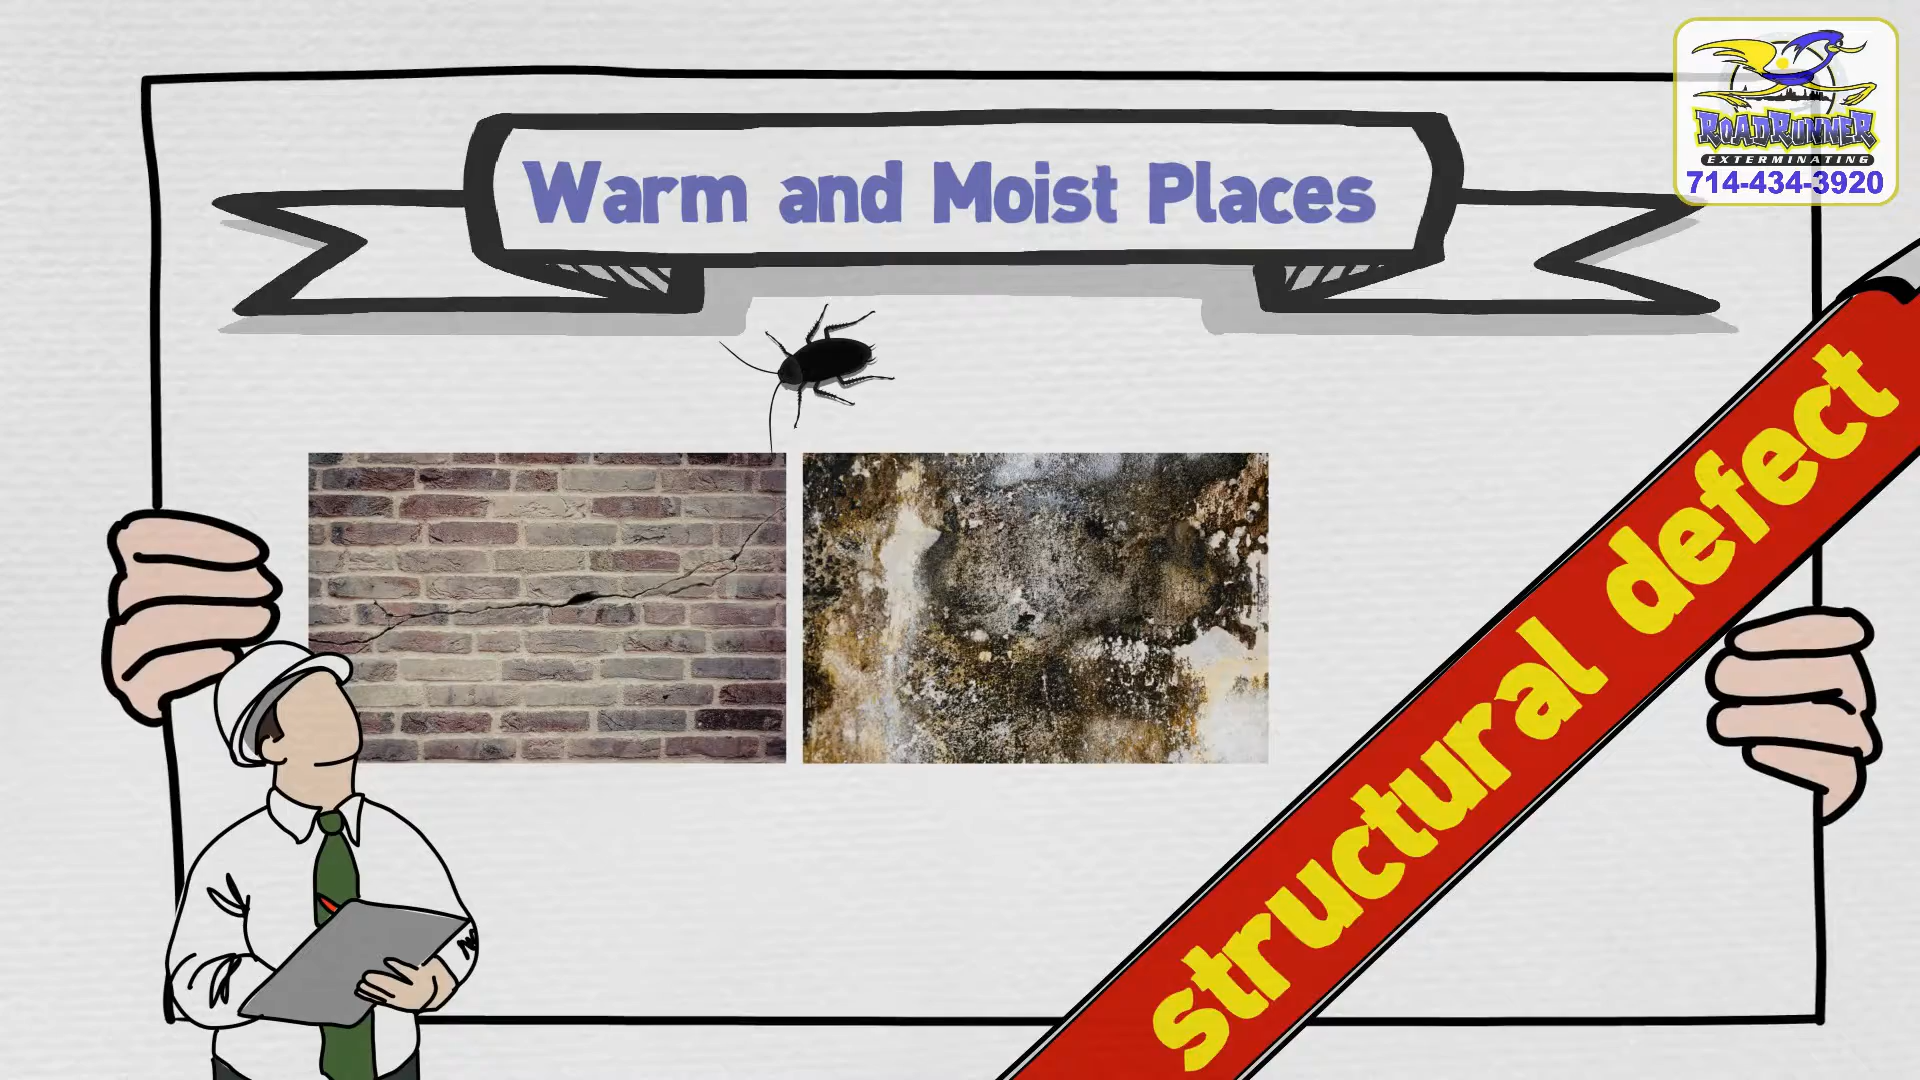 Warm and Moist Places
ROADRUNNER
EXTERMINATING
714-434-3920
structural defect